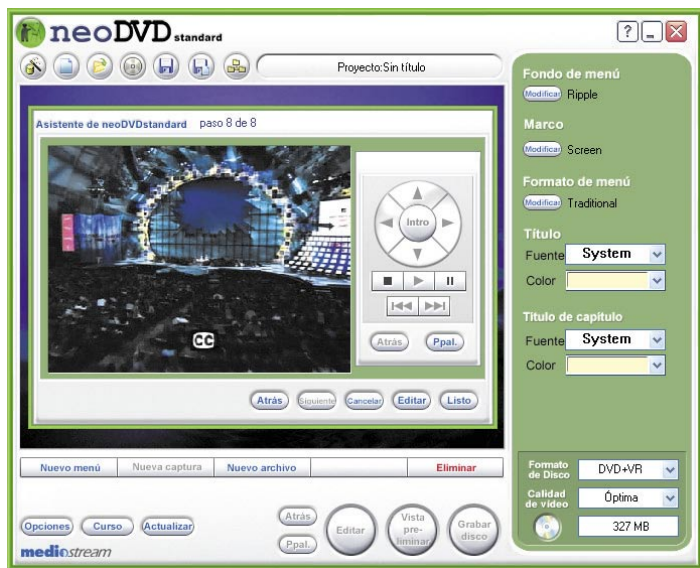 neoDVD standard
?
Proyecto:Sin título
Asistente de neoDVDstandard paso 8 de 8
Intro
CC
Atrás Ppal.
Atrás Siguiente Cancelar Editar Listo
Nuevo menú Nueva captura Nuevo archivo Eliminar
Opciones Curso Actualizar
Atrás
Ppal.
Editar
Vista
pre-
liminar
Grabar
disco
mediostream
Fondo de menú
Modificar Ripple
Marco
Modificar Screen
Formato de menú
Modificar Traditional
Título
Fuente System
Color
Título de capítulo
Fuente System
Color
Formato
de Disco DVD+VR
Calidad
de vídeo Óptima
327 MB